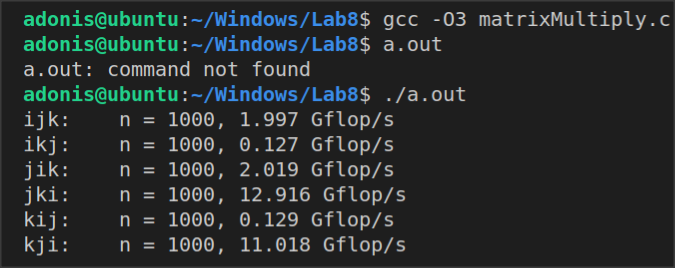 adonis@ubuntu:~/Windows/Lab8$ gcc -O3 matrixMultiply.c
adonis@ubuntu:~/Windows/Lab8$ a.out
a.out: command not found
adonis@ubuntu:~/Windows/Lab8$ ./a.out
ijk:    n = 1000, 1.997 Gflop/s
ikj:    n = 1000, 0.127 Gflop/s
jik:    n = 1000, 2.019 Gflop/s
jki:    n = 1000, 12.916 Gflop/s
kij:    n = 1000, 0.129 Gflop/s
kji:    n = 1000, 11.018 Gflop/s